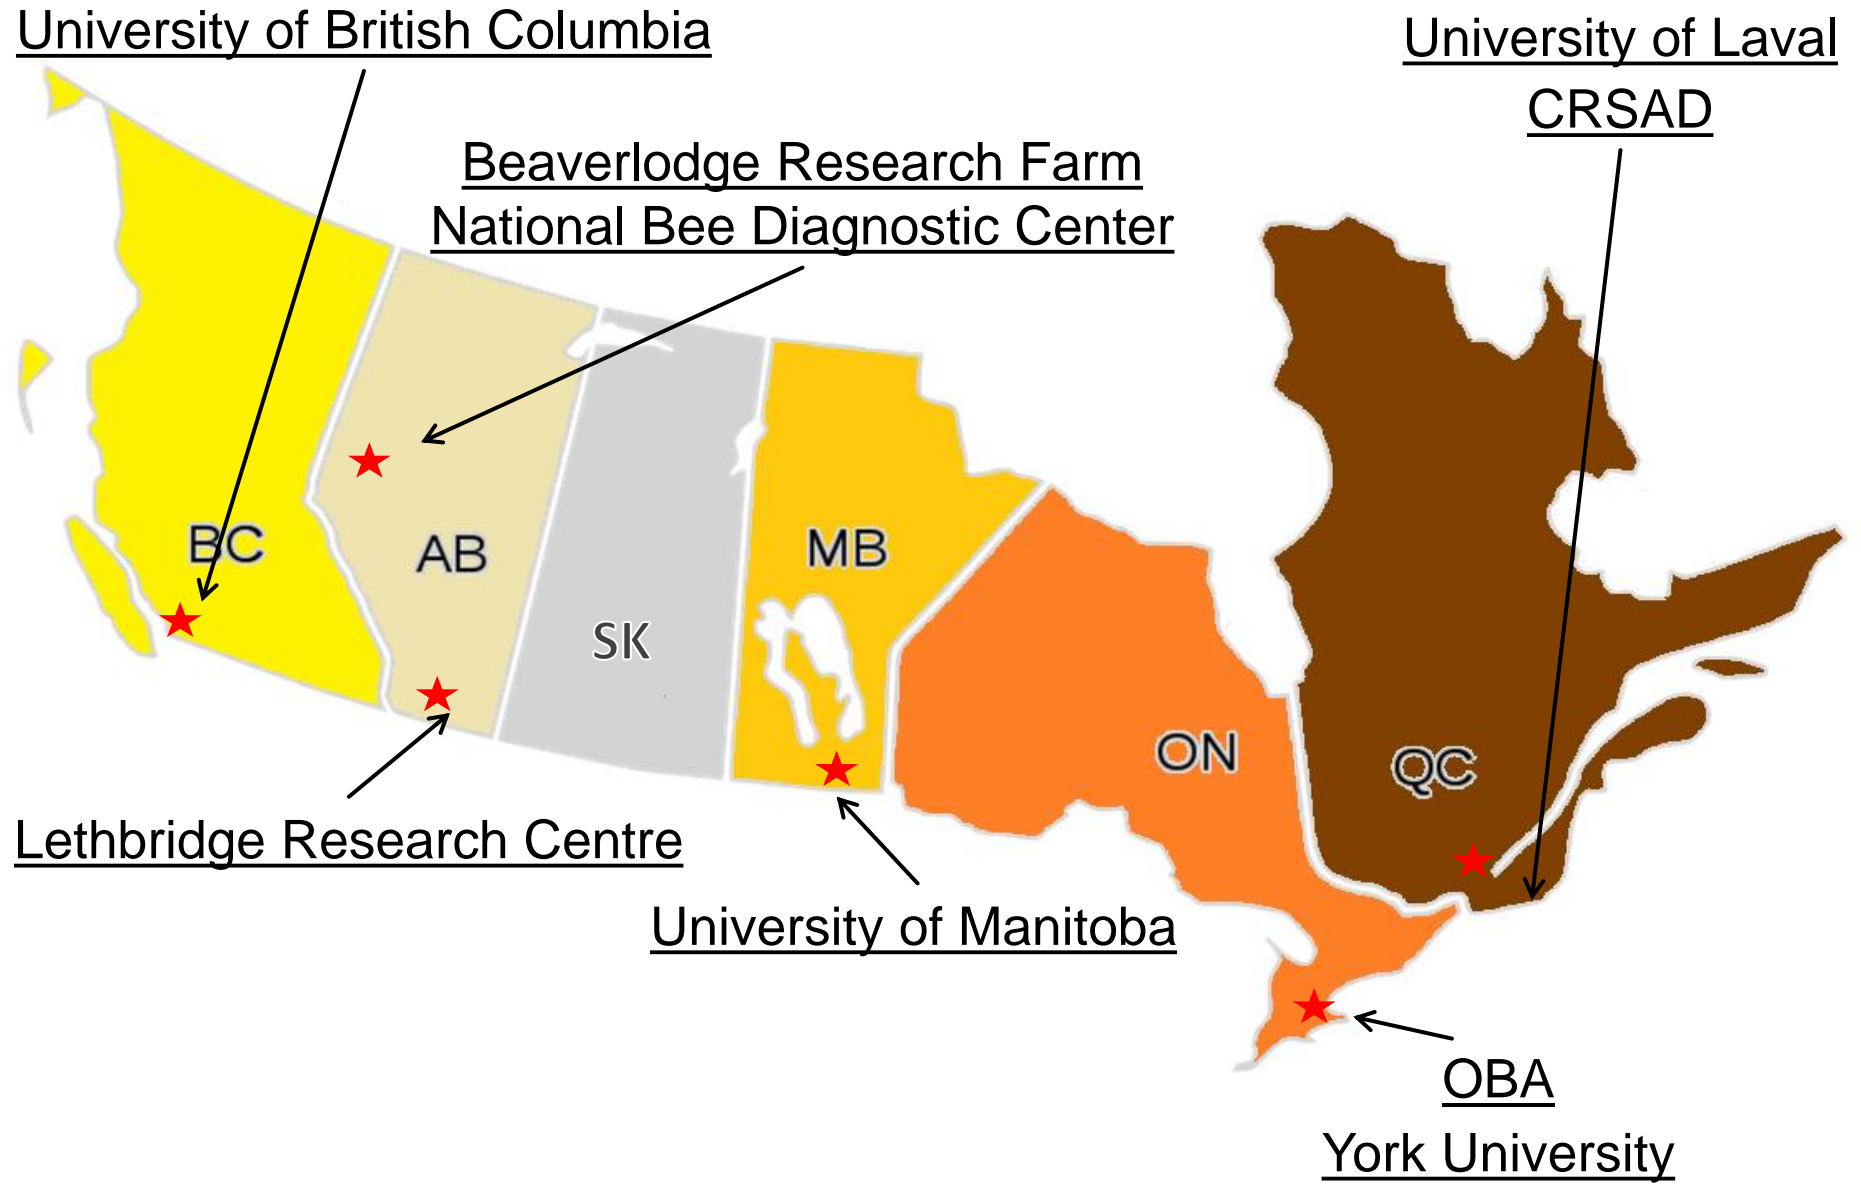 University of British Columbia
University of Laval
CRSAD
Beaverlodge Research Farm
National Bee Diagnostic Center
BC
AB
MB
SK
ON
QC
Lethbridge Research Centre
University of Manitoba
OBA
York University